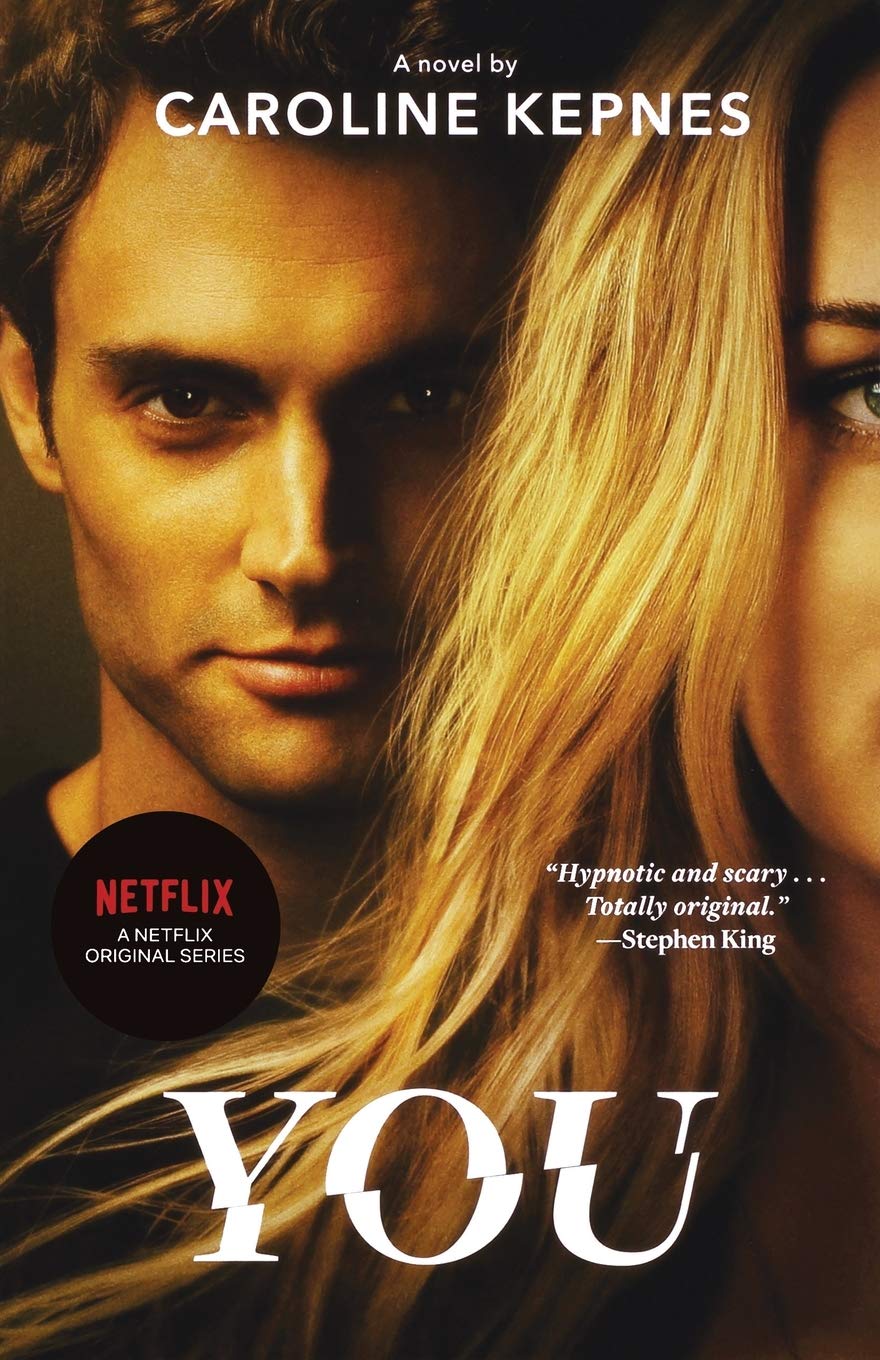 A novel by
CAROLINE KEPNES
“Hypnotic and scary . . .
Totally original.”
—Stephen King
NETFLIX
A NETFLIX
ORIGINAL SERIES
YOU